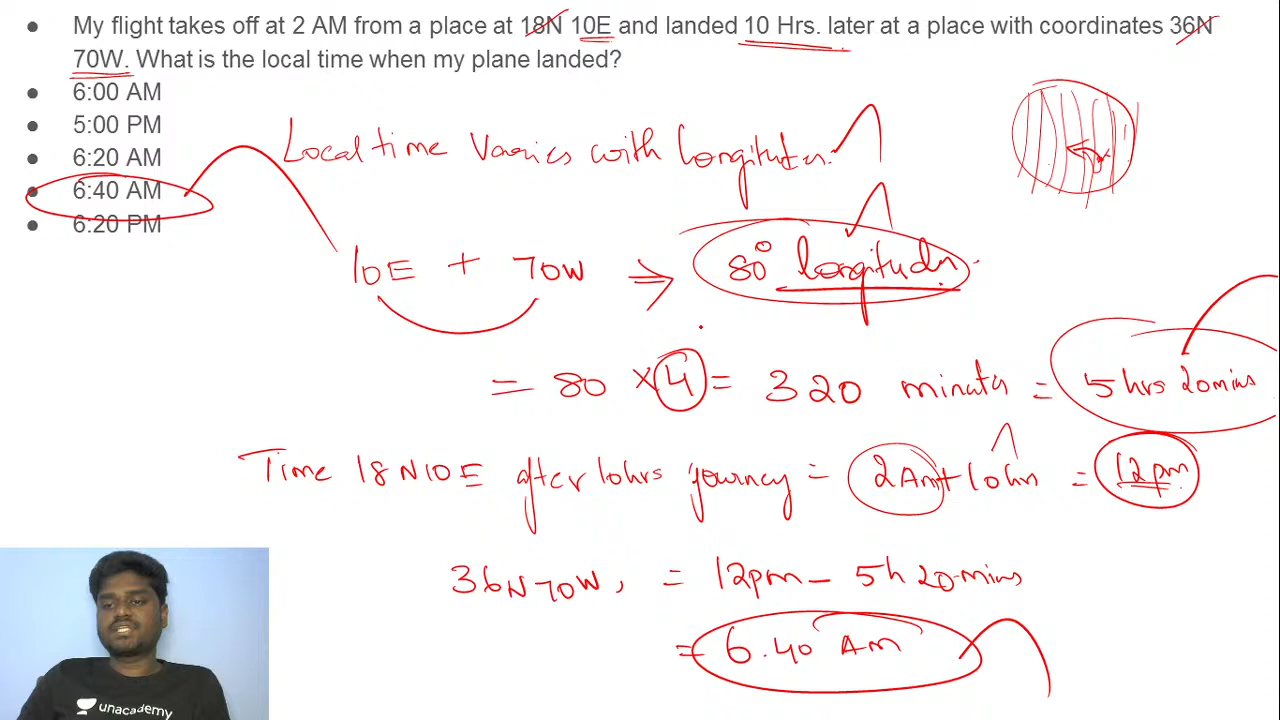 • My flight takes off at 2 AM from a place at 18N 10E and landed 10 Hrs. later at a place with coordinates 36N
70W. What is the local time when my plane landed?
• 6:00 AM
• 5:00 PM
• 6:20 AM
• 6:40 AM
• 6:20 PM
Local time varies with longitudes.
10E + 70W ⇒ 80° longitudes.
= 80 × 4 = 320 minutes = 5 hrs 20 mins
Time 18N10E after 10hrs journey = 2Am + 10hrs = 12pm
36N70W, = 12pm - 5h 20-mins
= 6.40 Am
unacademy